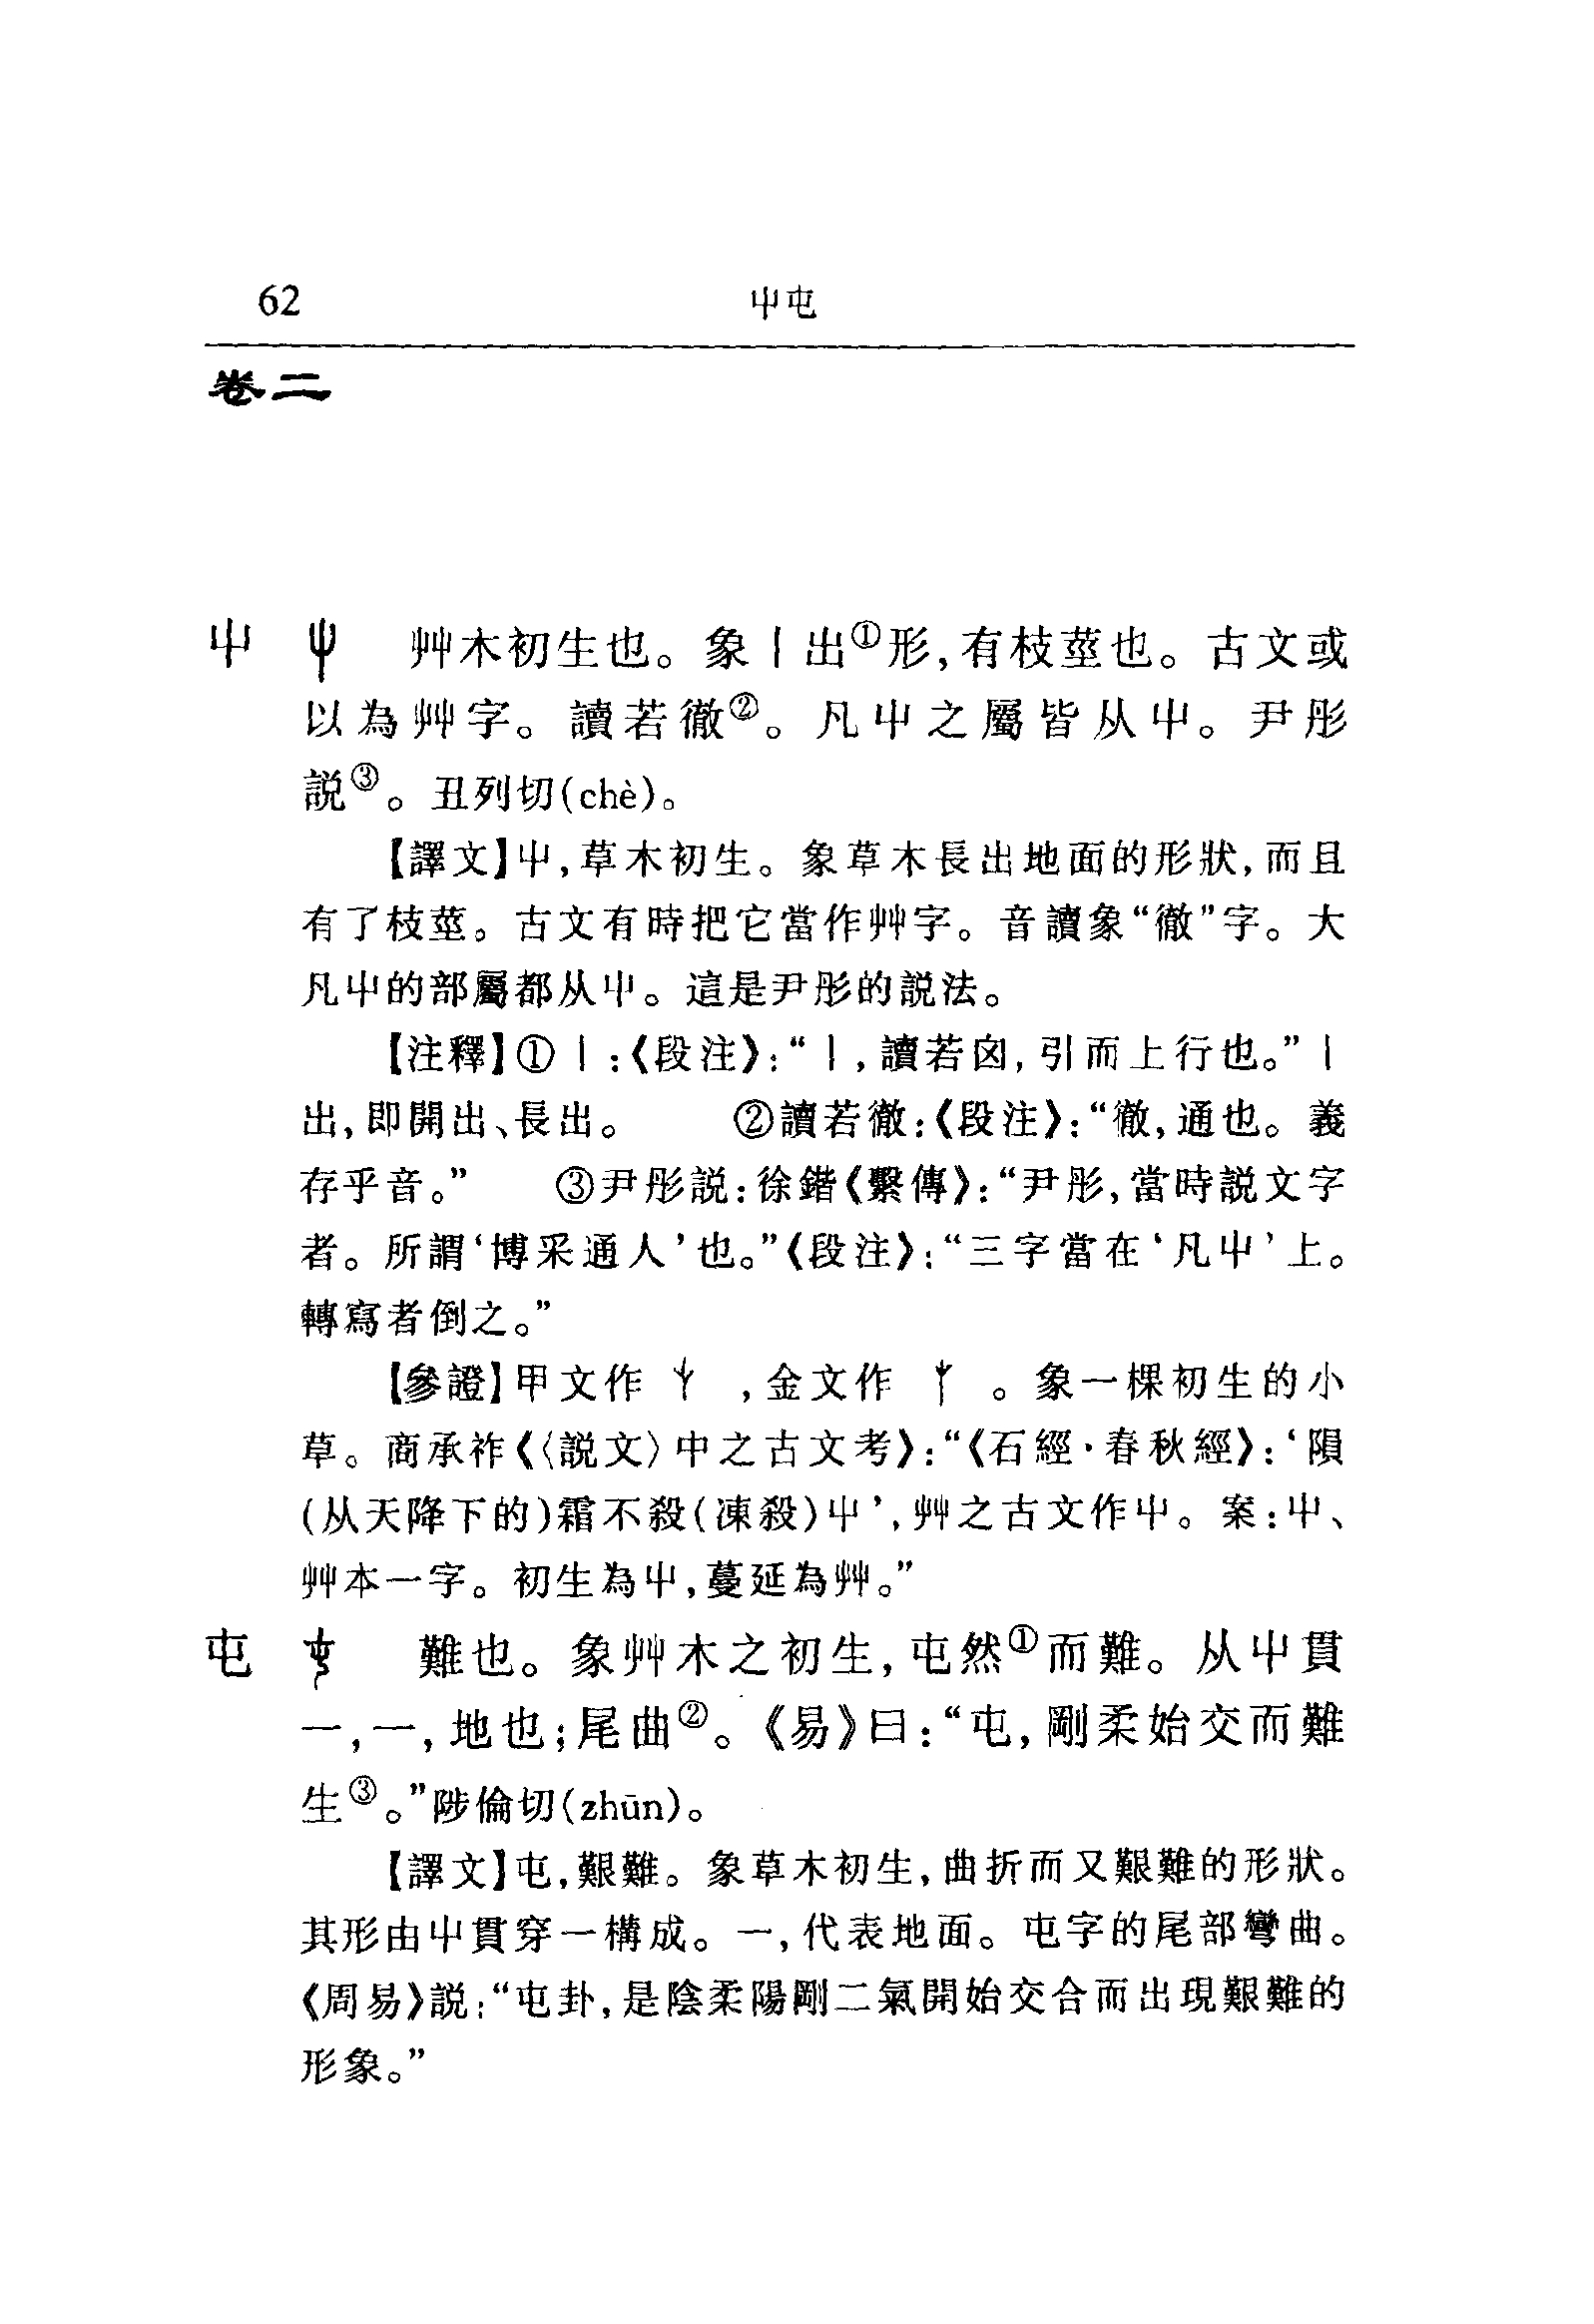 62 屮屯
卷二
屮 艸木初生也。象丨出①形,有枝莖也。古文或
以為艸字。讀若徹②。凡屮之屬皆从屮。尹彤
説③。丑列切(chè)。
【譯文】屮,草木初生。象草木長出地面的形狀,而且
有了枝莖。古文有時把它當作艸字。音讀象“徹”字。大
凡屮的部屬都从屮。這是尹彤的説法。
【注釋】①丨:《段注》:“丨,讀若囟,引而上行也。”丨
出,即開出、長出。 ②讀若徹:《段注》:“徹,通也。義
存乎音。” ③尹彤説:徐鍇《繫傳》:“尹彤,當時説文字
者。所謂‘博采通人’也。”《段注》:“三字當在‘凡屮’上。
轉寫者倒之。”
【參證】甲文作 ,金文作 。象一棵初生的小
草。商承祚《〈説文〉中之古文考》:“《石經·春秋經》:‘隕
(从天降下的)霜不殺(凍殺)屮’,艸之古文作屮。案:屮、
艸本一字。初生為屮,蔓延為艸。”
屯 難也。象艸木之初生,屯然①而難。从屮貫
一,一,地也;尾曲②。《易》曰:“屯,剛柔始交而難
生③。”陟倫切(zhūn)。
【譯文】屯,艱難。象草木初生,曲折而又艱難的形狀。
其形由屮貫穿一構成。一,代表地面。屯字的尾部彎曲。
《周易》説:“屯卦,是陰柔陽剛二氣開始交合而出現艱難的
形象。”